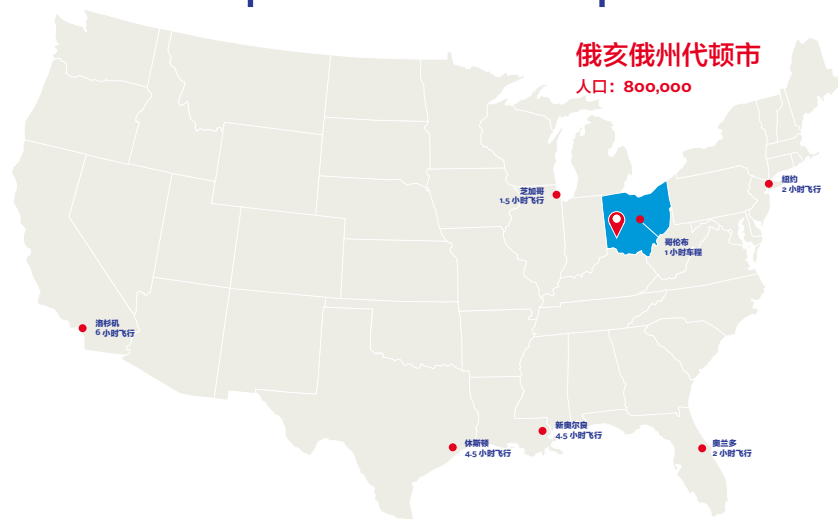 俄亥俄州代顿市
人口：800,000
芝加哥
1.5 小时飞行
纽约
2 小时飞行
哥伦布
1 小时车程
洛杉矶
6 小时飞行
新奥尔良
4.5 小时飞行
休斯顿
4.5 小时飞行
奥兰多
2 小时飞行